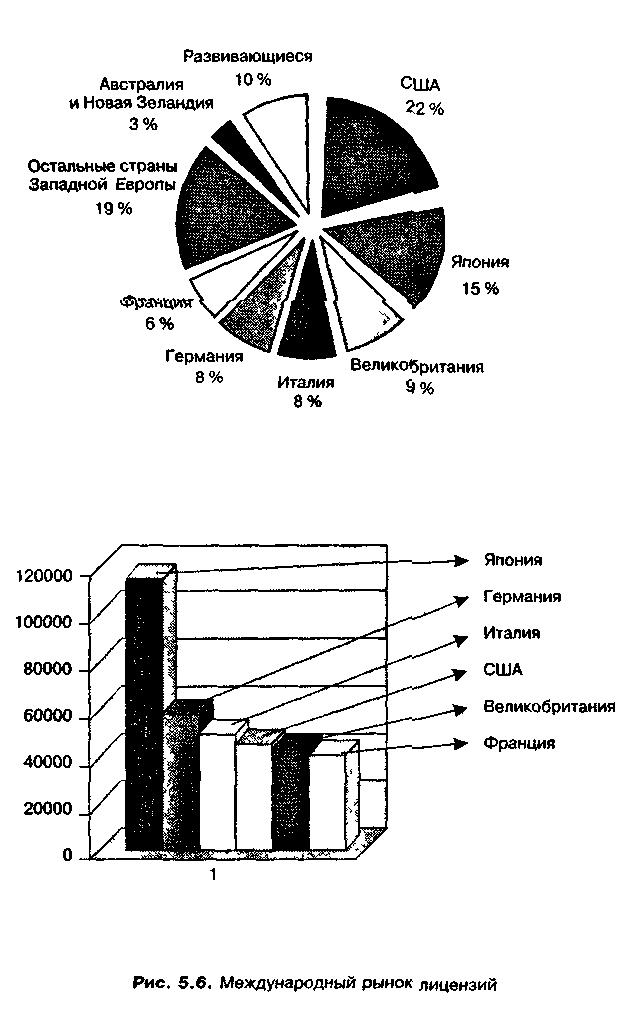 Развивающиеся
10 %
США
22 %
Австралия
и Новая Зеландия
3 %
Остальные страны
Западной Европы
19 %
Япония
15 %
Франция
6 %
Германия
8 %
Италия
8 %
Великобритания
9 %
120000
100000
80000
60000
40000
20000
0
1
Япония
Германия
Италия
США
Великобритания
Франция
Рис. 5.6. Международный рынок лицензий